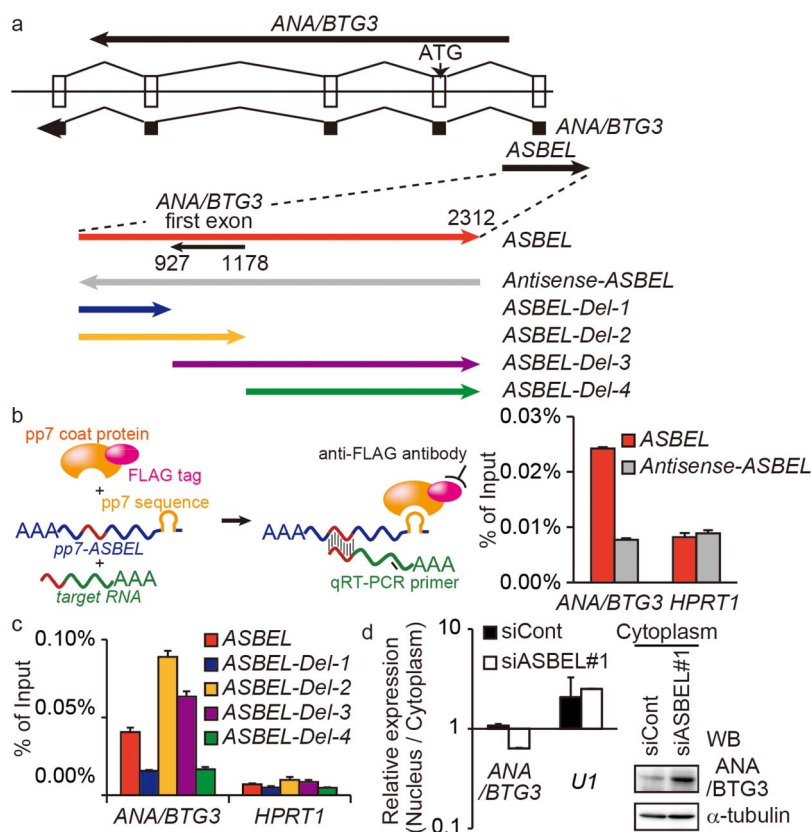 a
ANA/BTG3
ATG
ANA/BTG3
ASBEL
ANA/BTG3
first exon
2312
ASBEL
927 1178
Antisense-ASBEL
ASBEL-Del-1
ASBEL-Del-2
ASBEL-Del-3
ASBEL-Del-4
b
pp7 coat protein
FLAG tag
+
pp7 sequence
AAA
pp7-ASBEL
+
AAA
target RNA
anti-FLAG antibody
AAA
AAA
qRT-PCR primer
% of Input
0.03%
0.02%
0.01%
0.00%
ASBEL
Antisense-ASBEL
ANA/BTG3 HPRT1
c
% of Input
0.10%
0.05%
0.00%
ASBEL
ASBEL-Del-1
ASBEL-Del-2
ASBEL-Del-3
ASBEL-Del-4
ANA/BTG3 HPRT1
d
Relative expression
(Nucleus / Cytoplasm)
10
1
0.1
siCont
siASBEL#1
ANA
/BTG3
U1
Cytoplasm
siCont
siASBEL#1
WB
ANA
/BTG3
α-tubulin